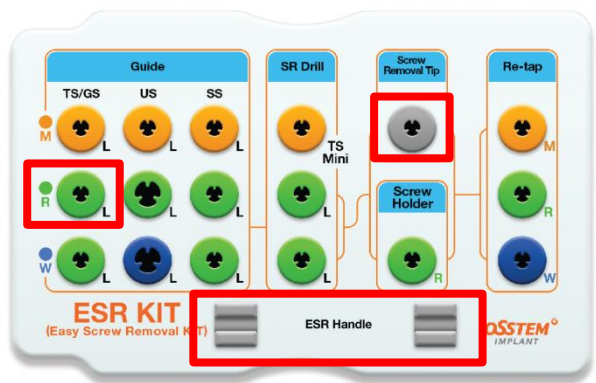 Guide
SR Drill
Screw
Removal Tip
Re-tap
TS/GS US SS
M L L L L M
TS
Mini
Screw
Holder
R L L L L R
W L L L L R W
ESR KIT
(Easy Screw Removal KIT)
ESR Handle
OSSTEM
IMPLANT